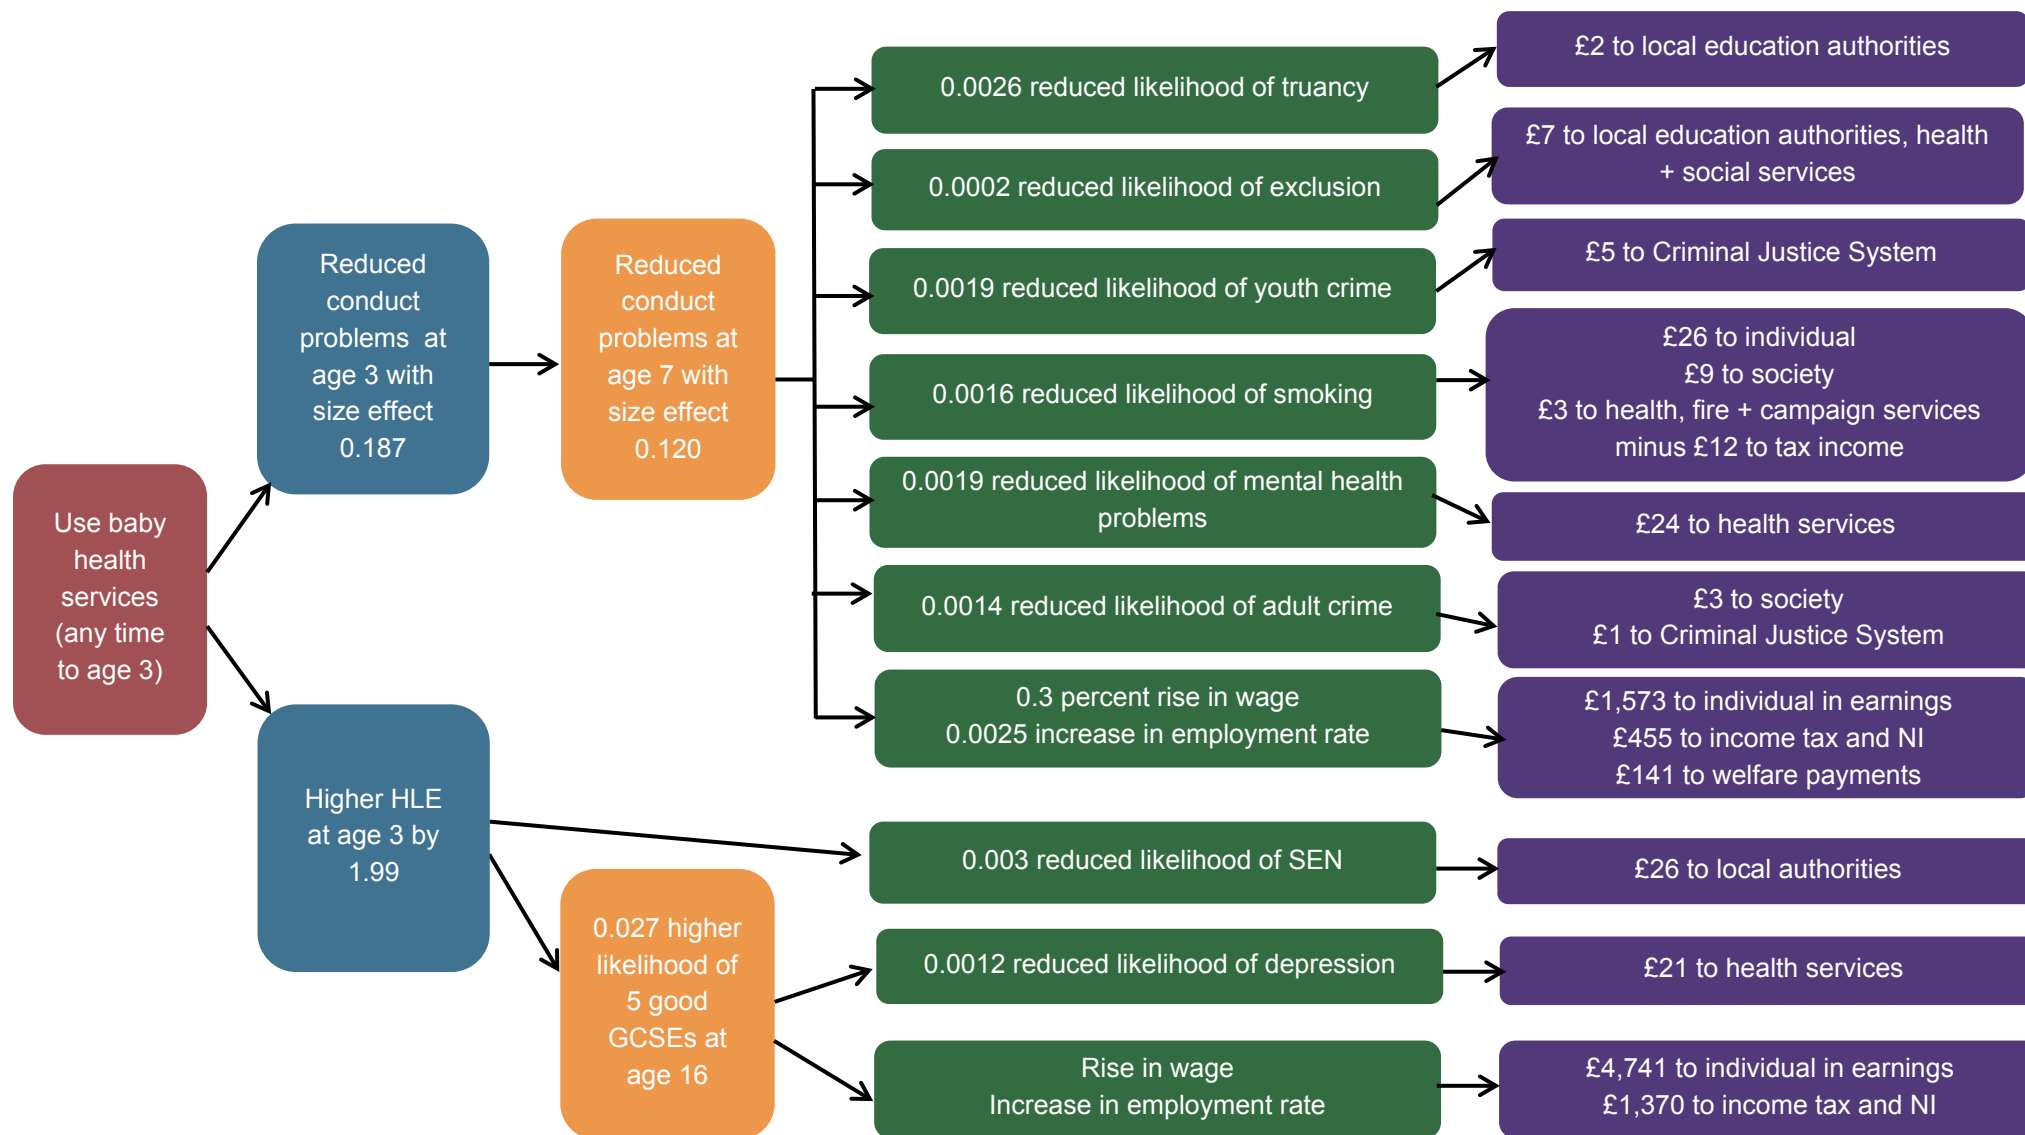 Use baby
health
services
(any time
to age 3)
Reduced
conduct
problems at
age 3 with
size effect
0.187
Higher HLE
at age 3 by
1.99
Reduced
conduct
problems at
age 7 with
size effect
0.120
0.027 higher
likelihood of
5 good
GCSEs at
age 16
0.0026 reduced likelihood of truancy
0.0002 reduced likelihood of exclusion
0.0019 reduced likelihood of youth crime
0.0016 reduced likelihood of smoking
0.0019 reduced likelihood of mental health
problems
0.0014 reduced likelihood of adult crime
0.3 percent rise in wage
0.0025 increase in employment rate
0.003 reduced likelihood of SEN
0.0012 reduced likelihood of depression
Rise in wage
Increase in employment rate
£2 to local education authorities
£7 to local education authorities, health
+ social services
£5 to Criminal Justice System
£26 to individual
£9 to society
£3 to health, fire + campaign services
minus £12 to tax income
£24 to health services
£3 to society
£1 to Criminal Justice System
£1,573 to individual in earnings
£455 to income tax and NI
£141 to welfare payments
£26 to local authorities
£21 to health services
£4,741 to individual in earnings
£1,370 to income tax and NI